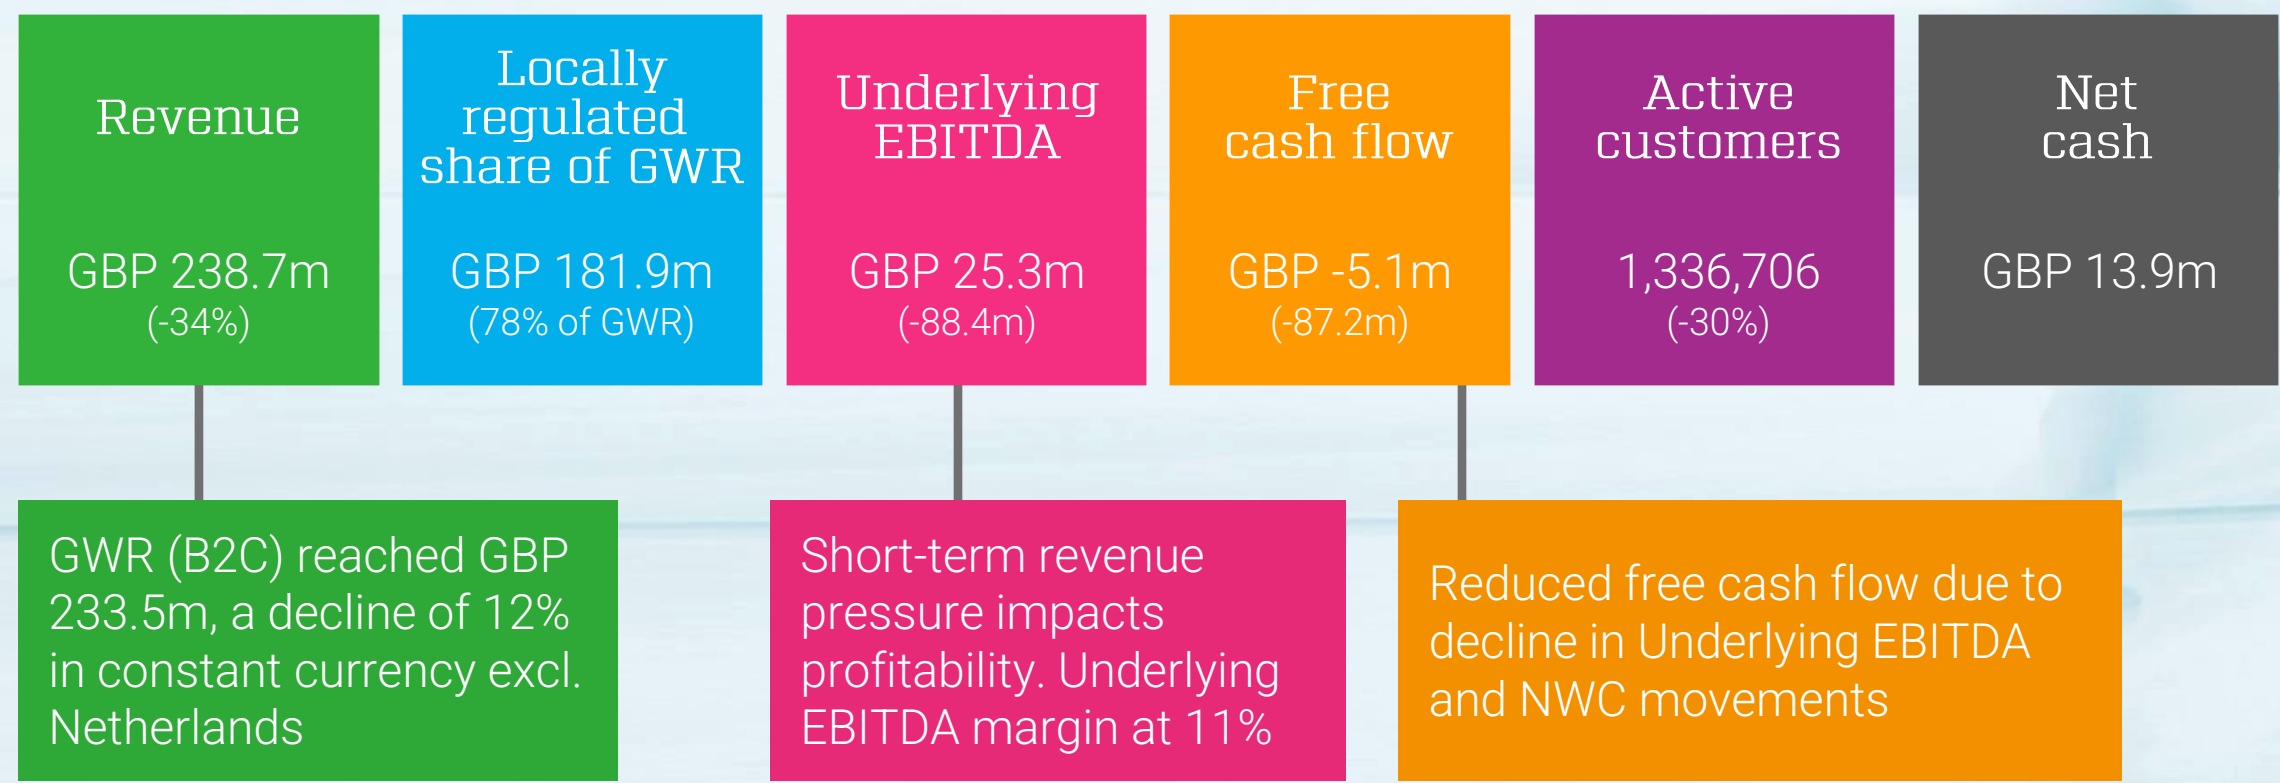 Revenue
GBP 238.7m
(-34%)
Locally
regulated
share of GWR
GBP 181.9m
(78% of GWR)
Underlying
EBITDA
GBP 25.3m
(-88.4m)
Free
cash flow
GBP -5.1m
(-87.2m)
Active
customers
1,336,706
(-30%)
Net
cash
GBP 13.9m
GWR (B2C) reached GBP
233.5m, a decline of 12%
in constant currency excl.
Netherlands
Short-term revenue
pressure impacts
profitability. Underlying
EBITDA margin at 11%
Reduced free cash flow due to
decline in Underlying EBITDA
and NWC movements